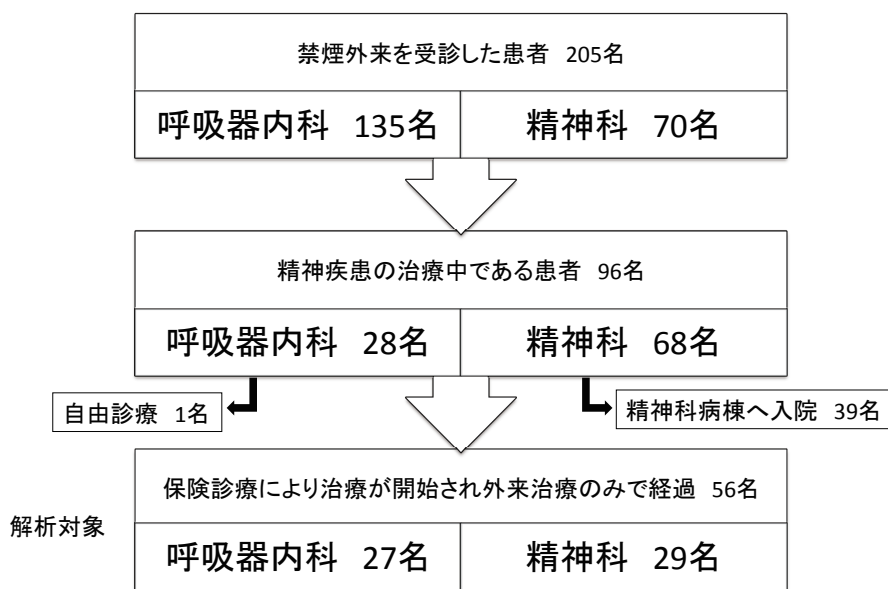 禁煙外来を受診した患者 205名
呼吸器内科 135名
精神科 70名
精神疾患の治療中である患者 96名
呼吸器内科 28名
精神科 68名
自由診療 1名
精神科病棟へ入院 39名
保険診療により治療が開始され外来治療のみで経過 56名
解析対象
呼吸器内科 27名
精神科 29名